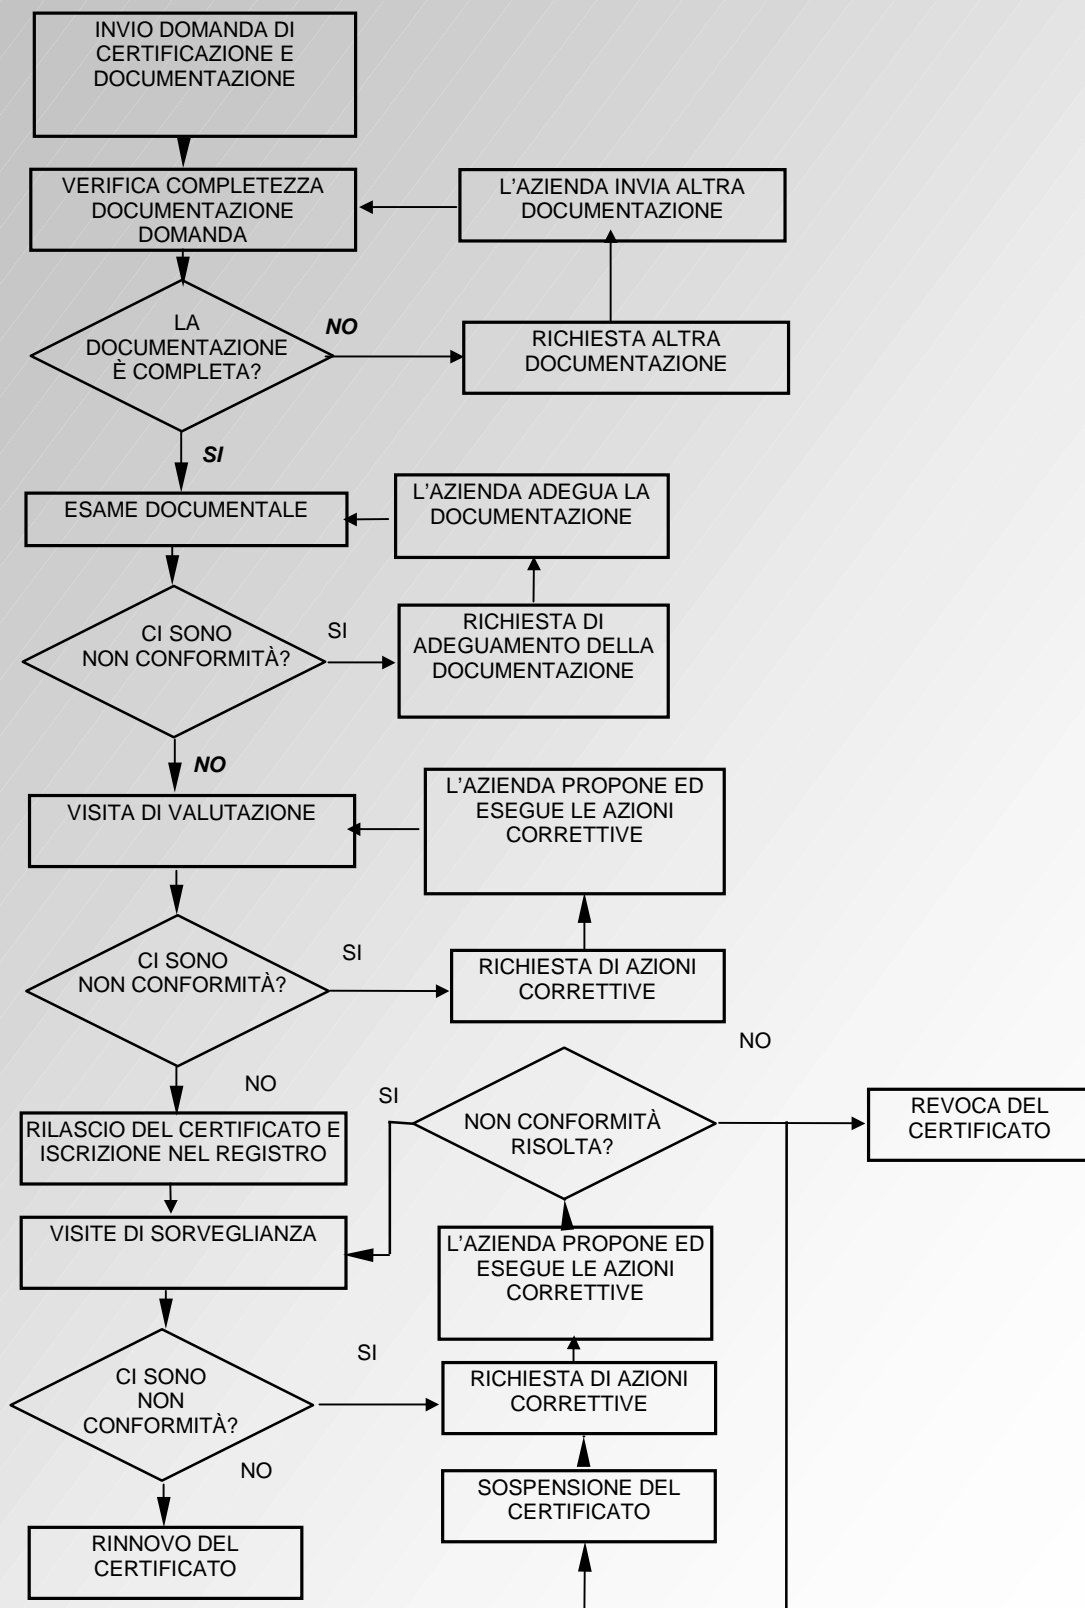 INVIO DOMANDA DI
CERTIFICAZIONE E
DOCUMENTAZIONE
VERIFICA COMPLETEZZA
DOCUMENTAZIONE
DOMANDA
L'AZIENDA INVIA ALTRA
DOCUMENTAZIONE
LA
DOCUMENTAZIONE
È COMPLETA?
NO
RICHIESTA ALTRA
DOCUMENTAZIONE
SI
ESAME DOCUMENTALE
L'AZIENDA ADEGUA LA
DOCUMENTAZIONE
CI SONO
NON CONFORMITÀ?
SI
RICHIESTA DI
ADEGUAMENTO DELLA
DOCUMENTAZIONE
NO
VISITA DI VALUTAZIONE
L'AZIENDA PROPONE ED
ESEGUE LE AZIONI
CORRETTIVE
CI SONO
NON CONFORMITÀ?
SI
RICHIESTA DI AZIONI
CORRETTIVE
NO
RILASCIO DEL CERTIFICATO E
ISCRIZIONE NEL REGISTRO
SI
NON CONFORMITÀ
RISOLTA?
NO
REVOCA DEL
CERTIFICATO
VISITE DI SORVEGLIANZA
L'AZIENDA PROPONE ED
ESEGUE LE AZIONI
CORRETTIVE
CI SONO
NON
CONFORMITÀ?
SI
RICHIESTA DI AZIONI
CORRETTIVE
NO
SOSPENSIONE DEL
CERTIFICATO
RINNOVO DEL
CERTIFICATO